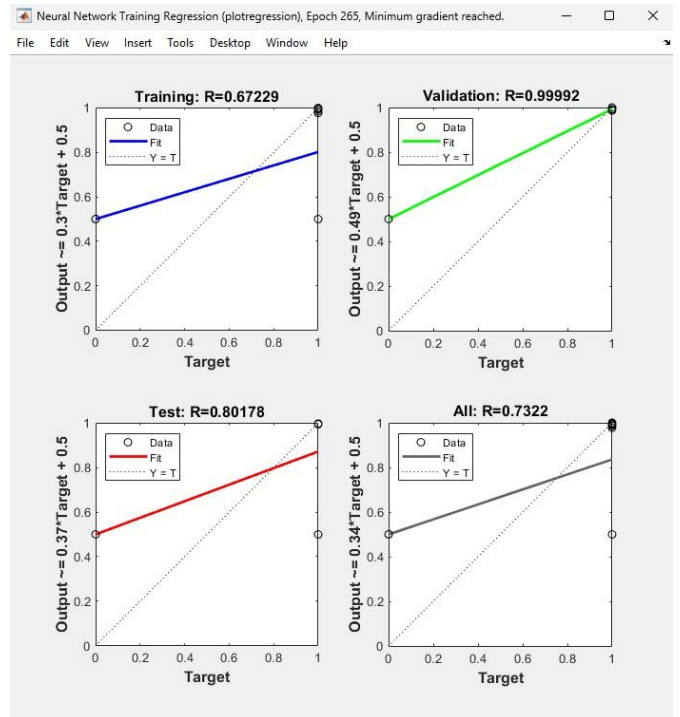 Neural Network Training Regression (plotregression), Epoch 265, Minimum gradient reached.
File Edit View Insert Tools Desktop Window Help
Training: R=0.67229
Output ~= 0.3*Target + 0.5
1
0.8
0.6
0.4
0.2
0
Data
Fit
Y = T
0 0.2 0.4 0.6 0.8 1
Target
Validation: R=0.99992
Output ~= 0.49*Target + 0.5
1
0.8
0.6
0.4
0.2
0
Data
Fit
Y = T
0 0.2 0.4 0.6 0.8 1
Target
Test: R=0.80178
Output ~= 0.37*Target + 0.5
1
0.8
0.6
0.4
0.2
0
Data
Fit
Y = T
0 0.2 0.4 0.6 0.8 1
Target
All: R=0.7322
Output ~= 0.34*Target + 0.5
1
0.8
0.6
0.4
0.2
0
Data
Fit
Y = T
0 0.2 0.4 0.6 0.8 1
Target